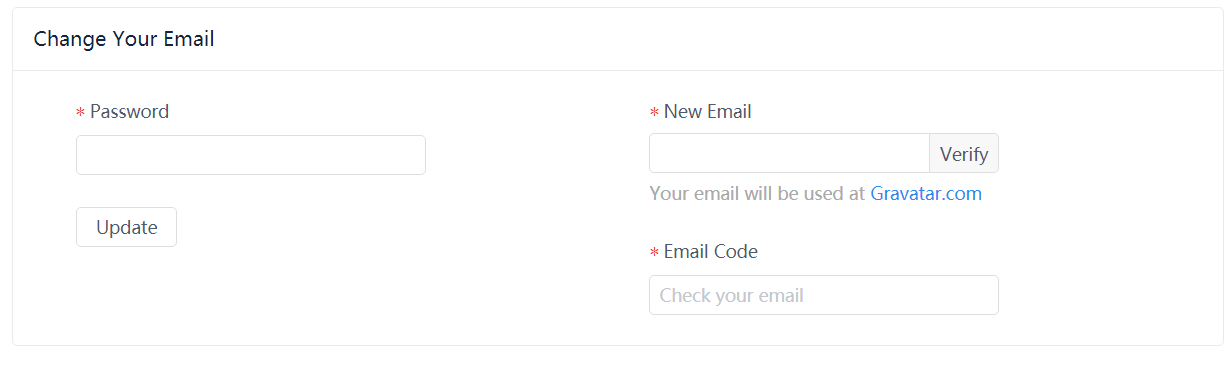 Change Your Email
* Password
Update
* New Email
Verify
Your email will be used at Gravatar.com
* Email Code
Check your email